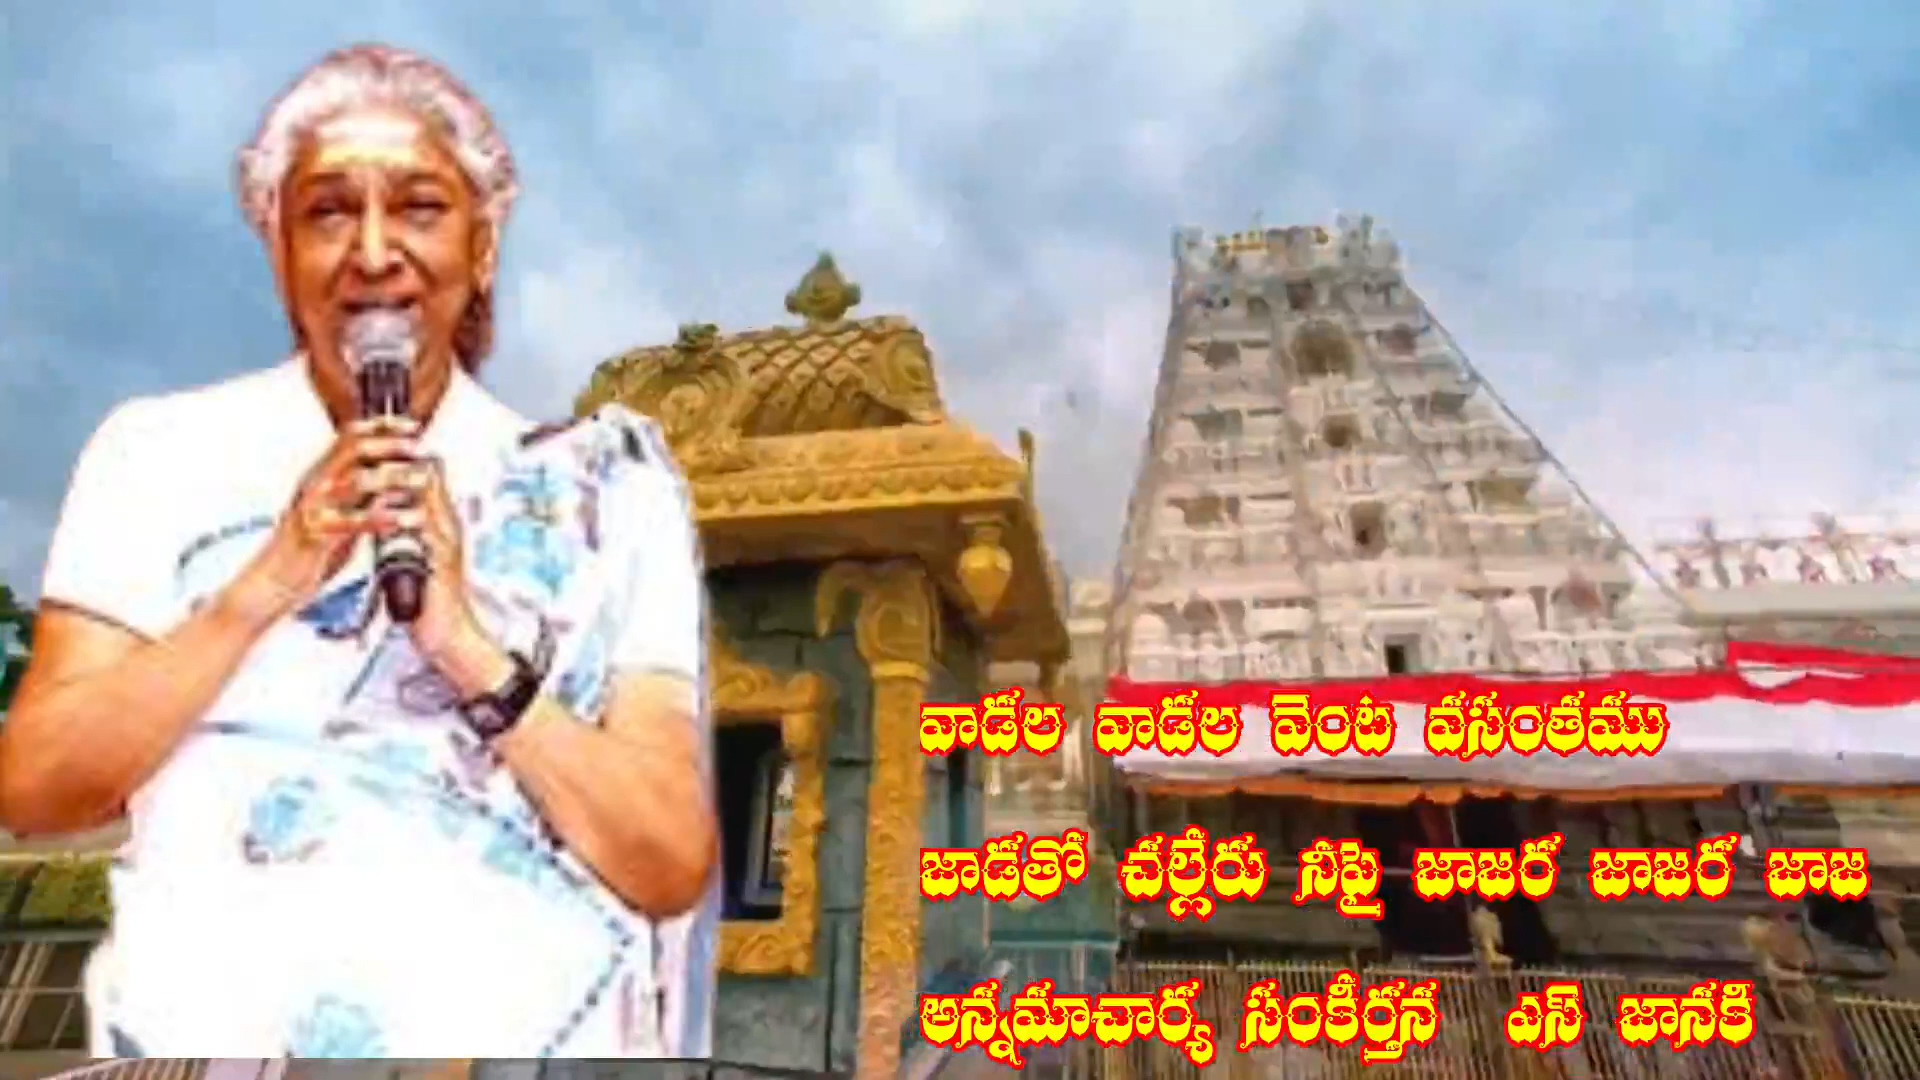 వాడల వాడల వెంట వసంతము
జాడతో చల్లేరు నీపై జాజర జాజర జాజ
అన్నమాచార్య సంకీర్తన ఎస్ జానకి